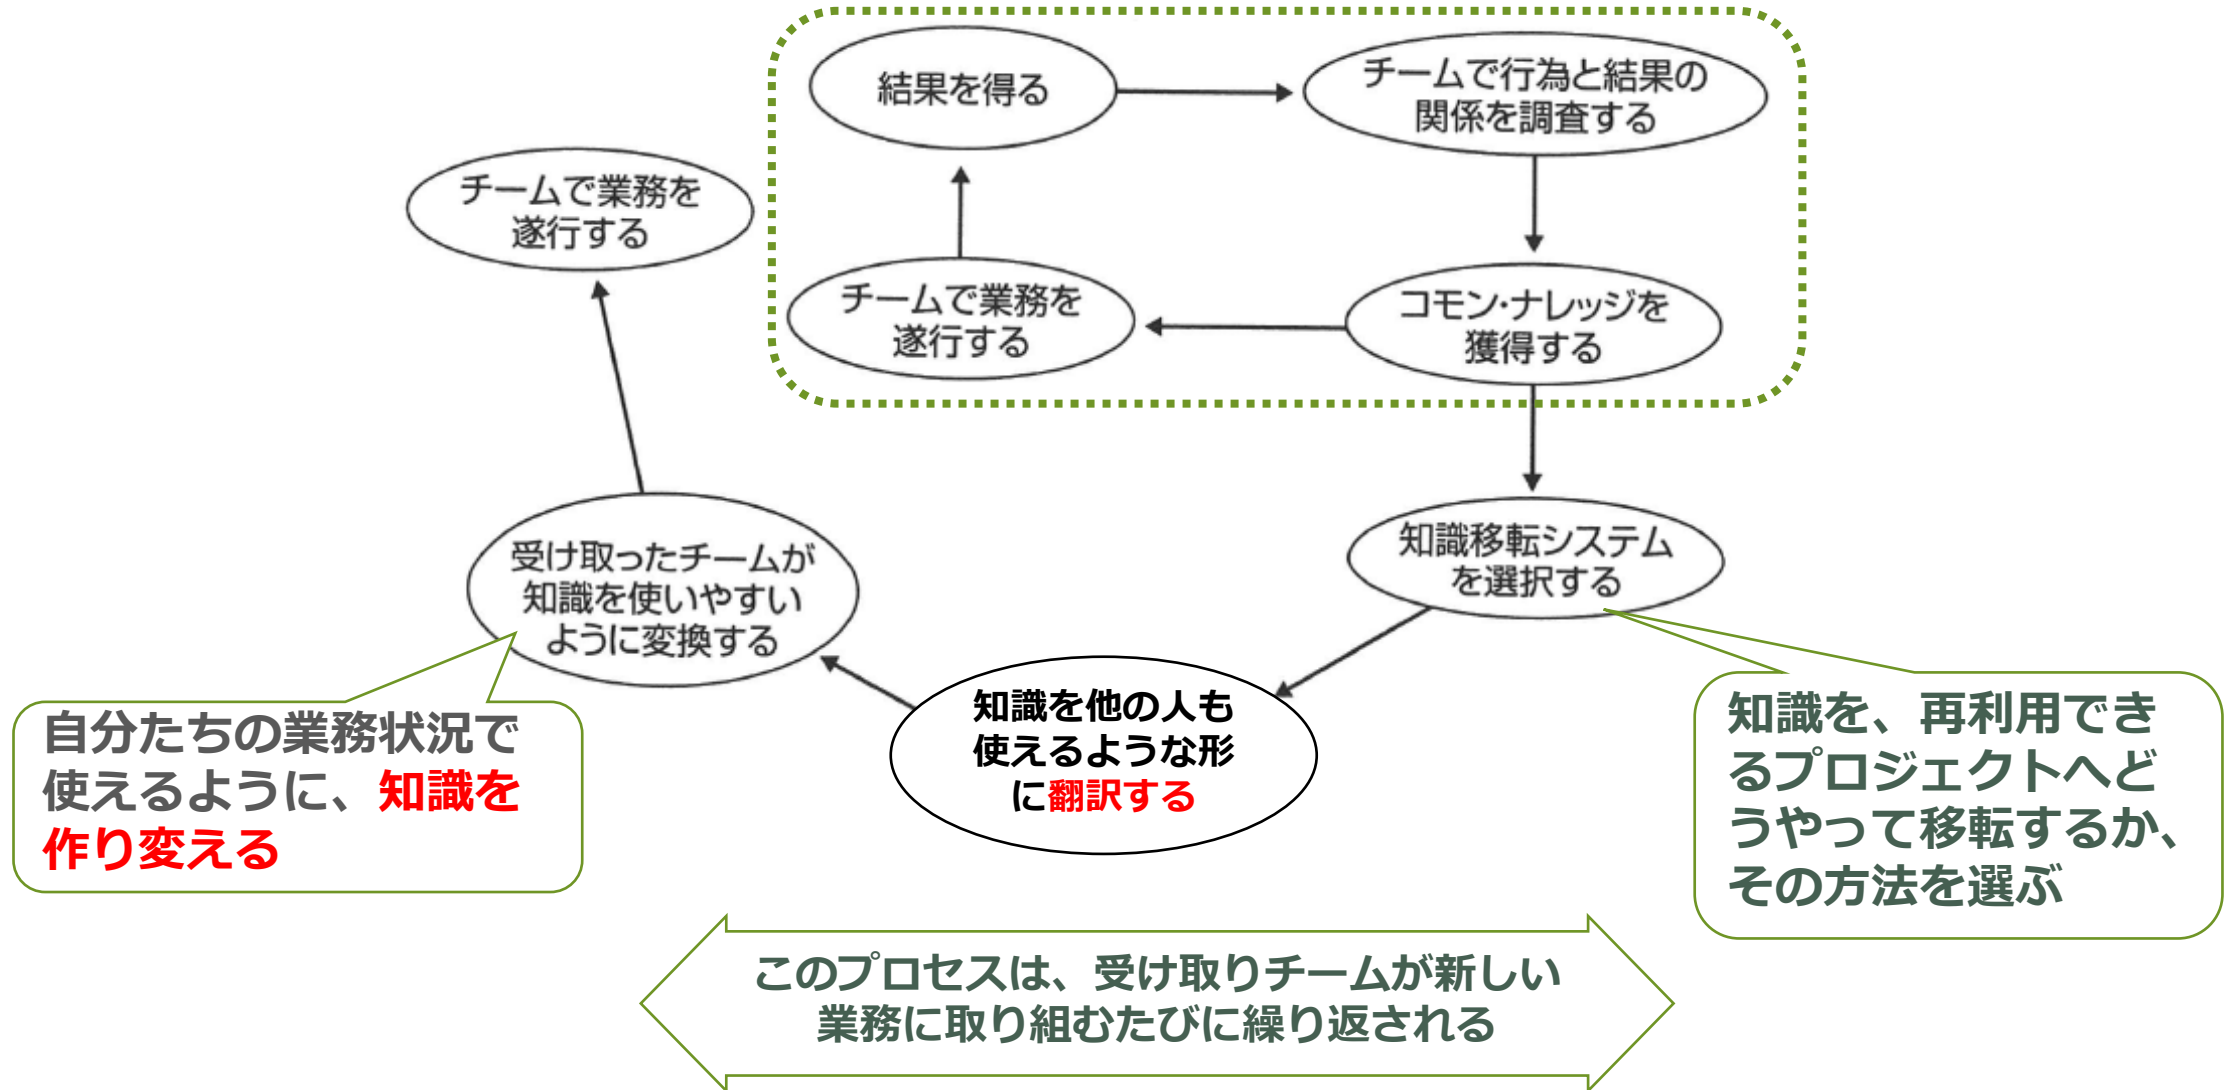 結果を得る
チームで行為と結果の
関係を調査する
チームで業務を
遂行する
チームで業務を
遂行する
コモン・ナレッジを
獲得する
受け取ったチームが
知識を使いやすい
ように変換する
知識移転システム
を選択する
知識を他の人も
使えるような形
に翻訳する
自分たちの業務状況で
使えるように、知識を
作り変える
知識を、再利用でき
るプロジェクトへど
うやって移転するか、
その方法を選ぶ
このプロセスは、受け取りチームが新しい
業務に取り組むたびに繰り返される